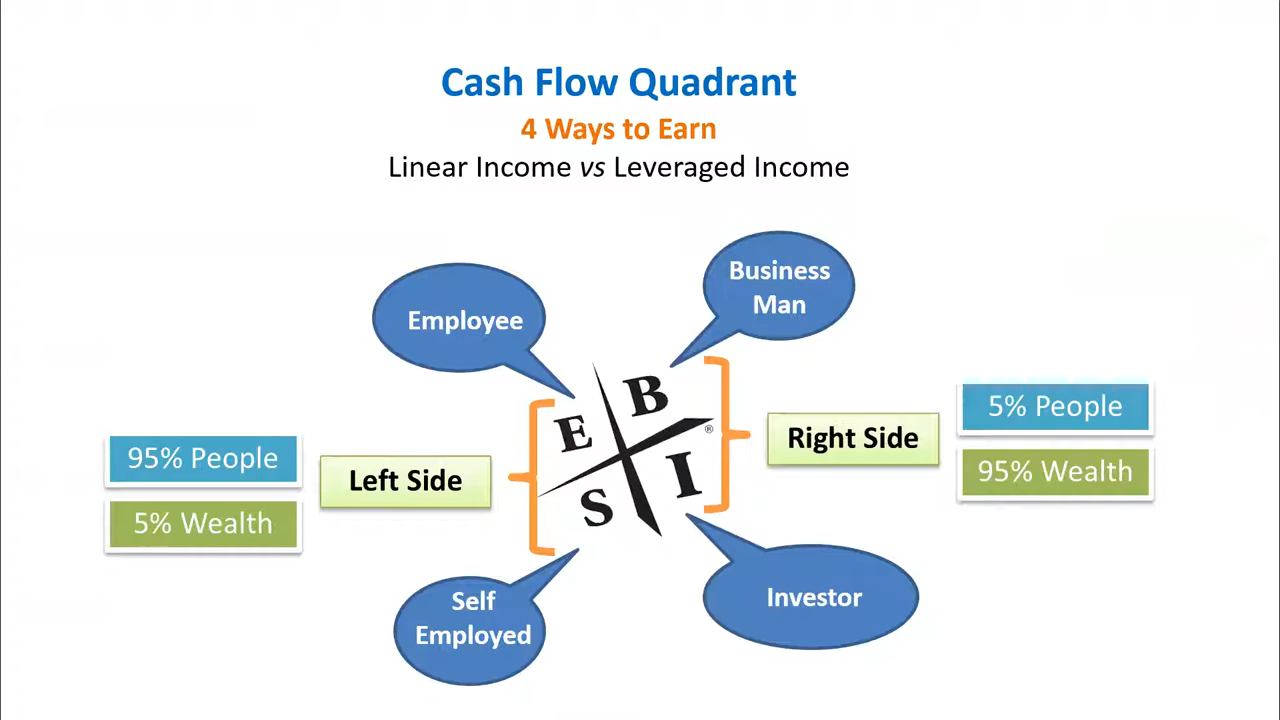 Cash Flow Quadrant
4 Ways to Earn
Linear Income vs Leveraged Income
Employee
Business
Man
E
B
®
S
I
95% People
5% Wealth
Left Side
Right Side
5% People
95% Wealth
Self
Employed
Investor